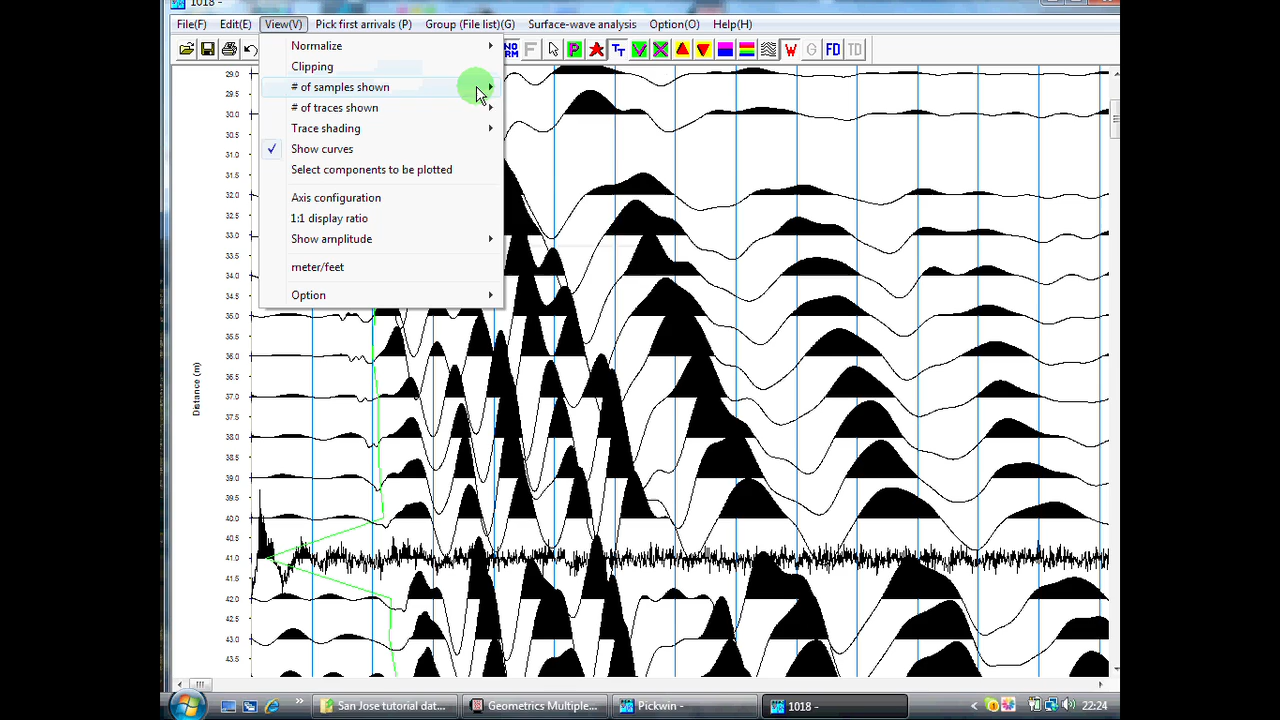 1018 -
File(F) Edit(E) View(V) Pick first arrivals (P) Group (File list)(G) Surface-wave analysis Option(O) Help(H)
NO RM F P TT W G FD TD
Normalize
Clipping
# of samples shown
# of traces shown
Trace shading
Show curves
Select components to be plotted
Axis configuration
1:1 display ratio
Show amplitude
meter/feet
Option
Distance (m)
29.0
29.5
30.0
30.5
31.0
31.5
32.0
32.5
33.0
33.5
34.0
34.5
35.0
35.5
36.0
36.5
37.0
37.5
38.0
38.5
39.0
39.5
40.0
40.5
41.0
41.5
42.0
42.5
43.0
43.5
San Jose tutorial dat... Geometrics Multiple... Pickwin - 1018 - 22:24